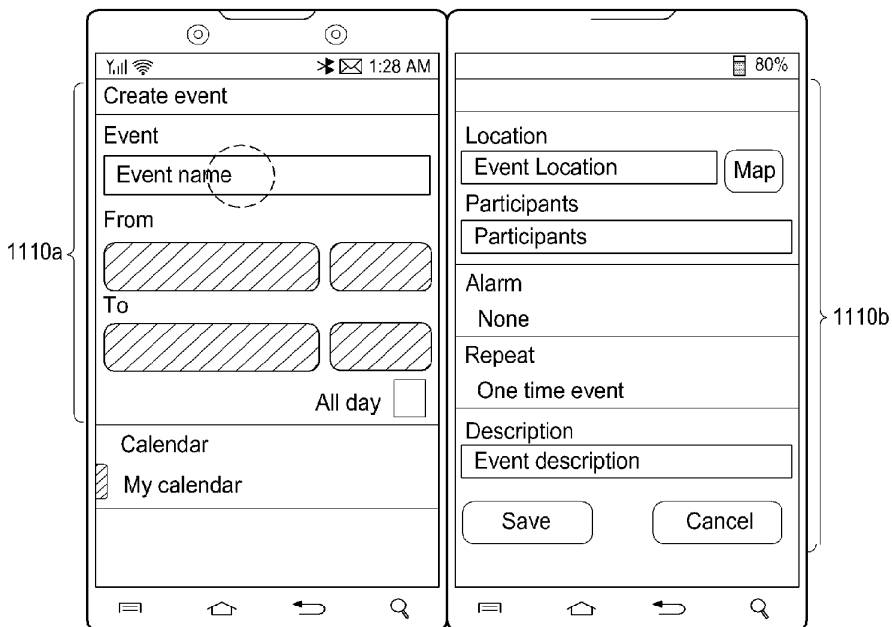 1:28 AM
Create event
Event
Event name
From
To
All day
Calendar
My calendar
1110a
80%
Location
Event Location
Map
Participants
Participants
Alarm
None
Repeat
One time event
Description
Event description
Save Cancel
1110b